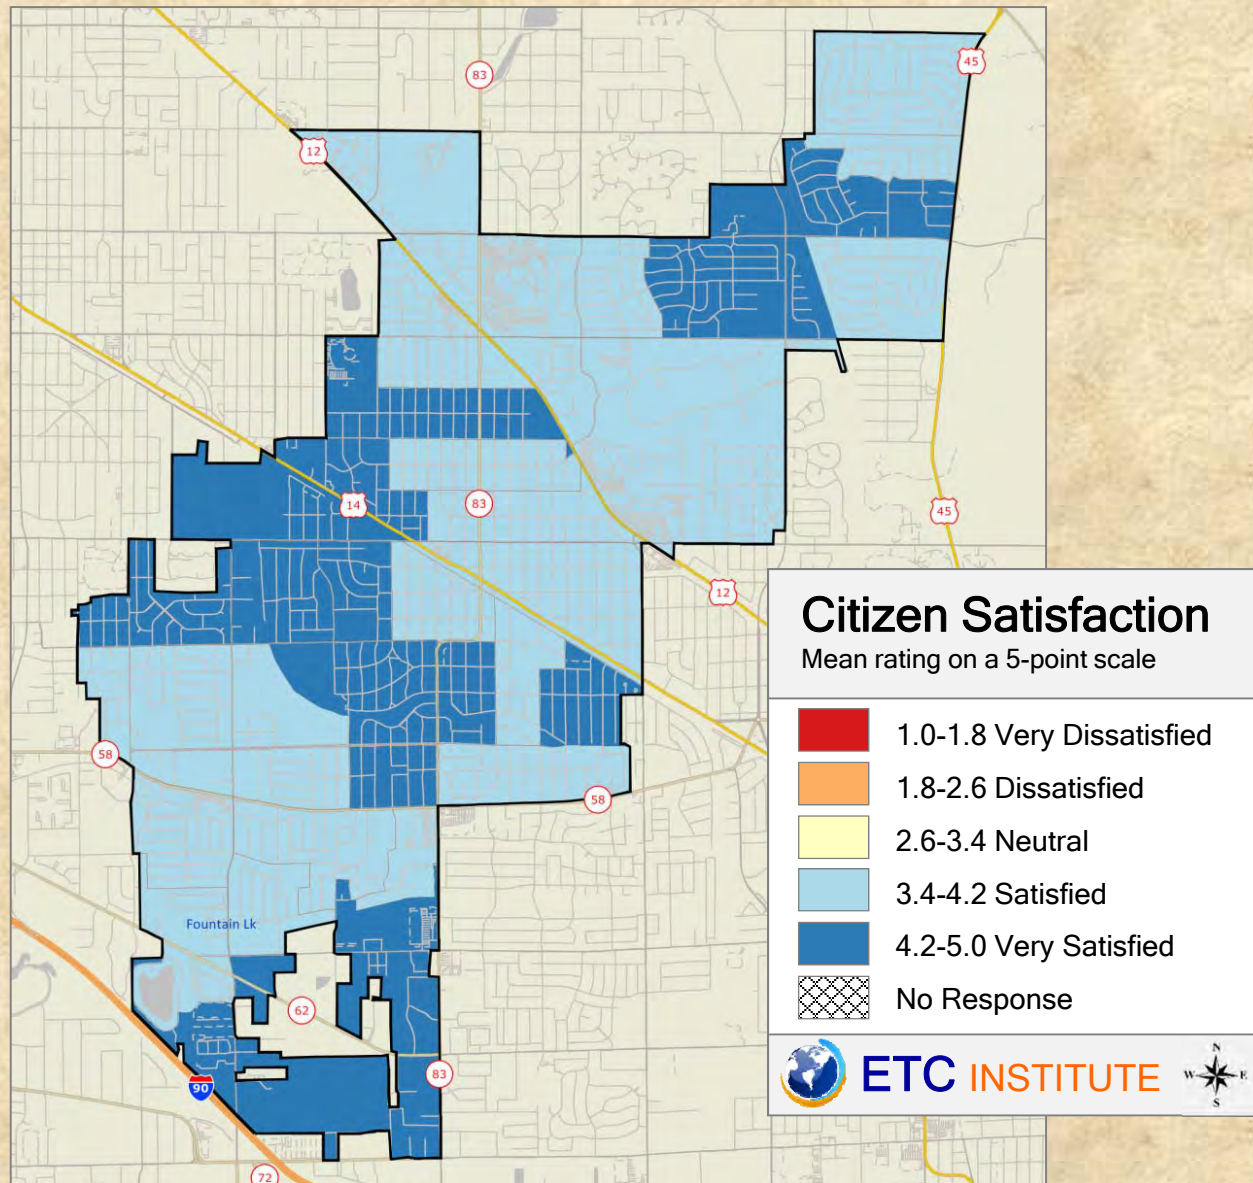 45
83
12
14
83
45
12
Citizen Satisfaction
Mean rating on a 5-point scale
1.0-1.8 Very Dissatisfied
58
1.8-2.6 Dissatisfied
58
2.6-3.4 Neutral
3.4-4.2 Satisfied
Fountain Lk
4.2-5.0 Very Satisfied
No Response
62
83
90
ETC INSTITUTE
N
W E
S
72